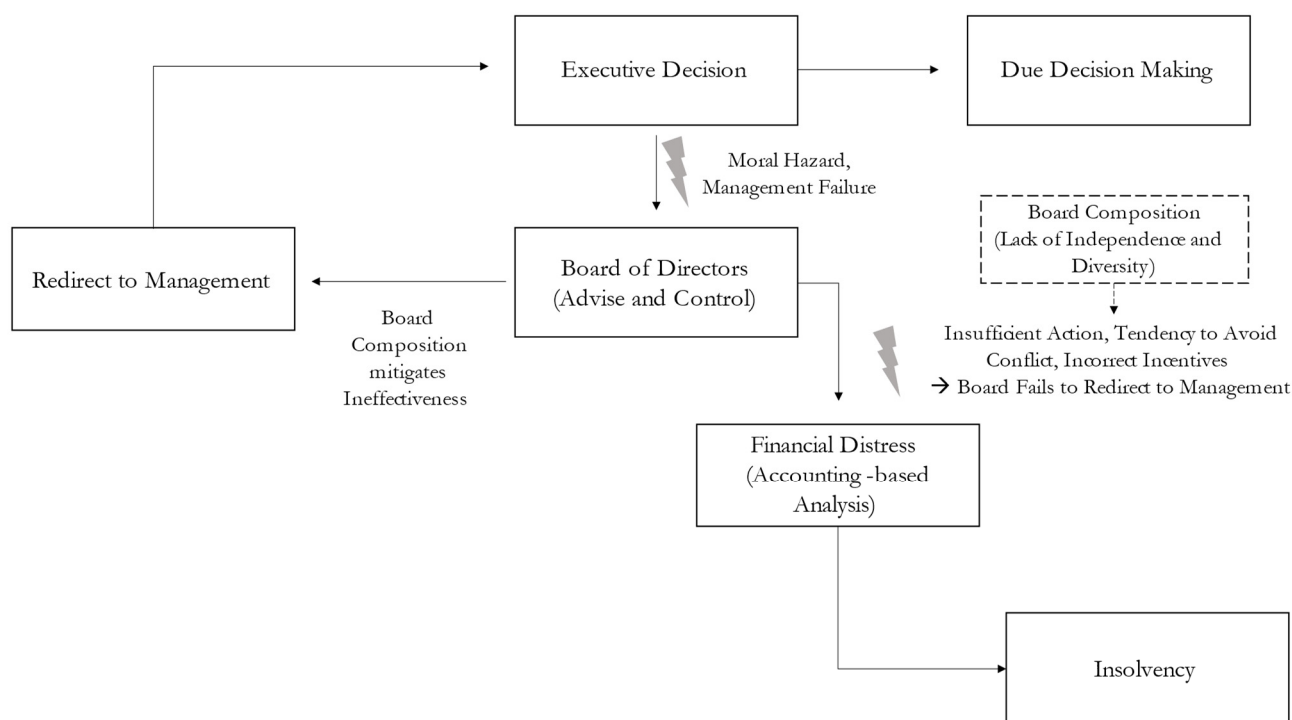 Executive Decision
Due Decision Making
Moral Hazard,
Management Failure
Board Composition
(Lack of Independence and
Diversity)
Redirect to Management
Board of Directors
(Advise and Control)
Board
Composition
mitigates
Ineffectiveness
Insufficient Action, Tendency to Avoid
Conflict, Incorrect Incentives
→ Board Fails to Redirect to Management
Financial Distress
(Accounting -based
Analysis)
Insolvency